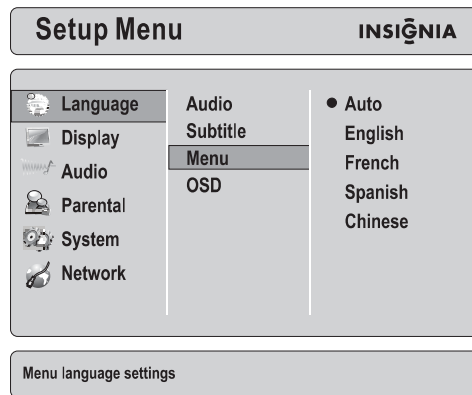 Setup Menu
INSIGNIA
Language
Display
Audio
Parental
System
Network
Audio
Subtitle
Menu
OSD
Auto
English
French
Spanish
Chinese
Menu language settings